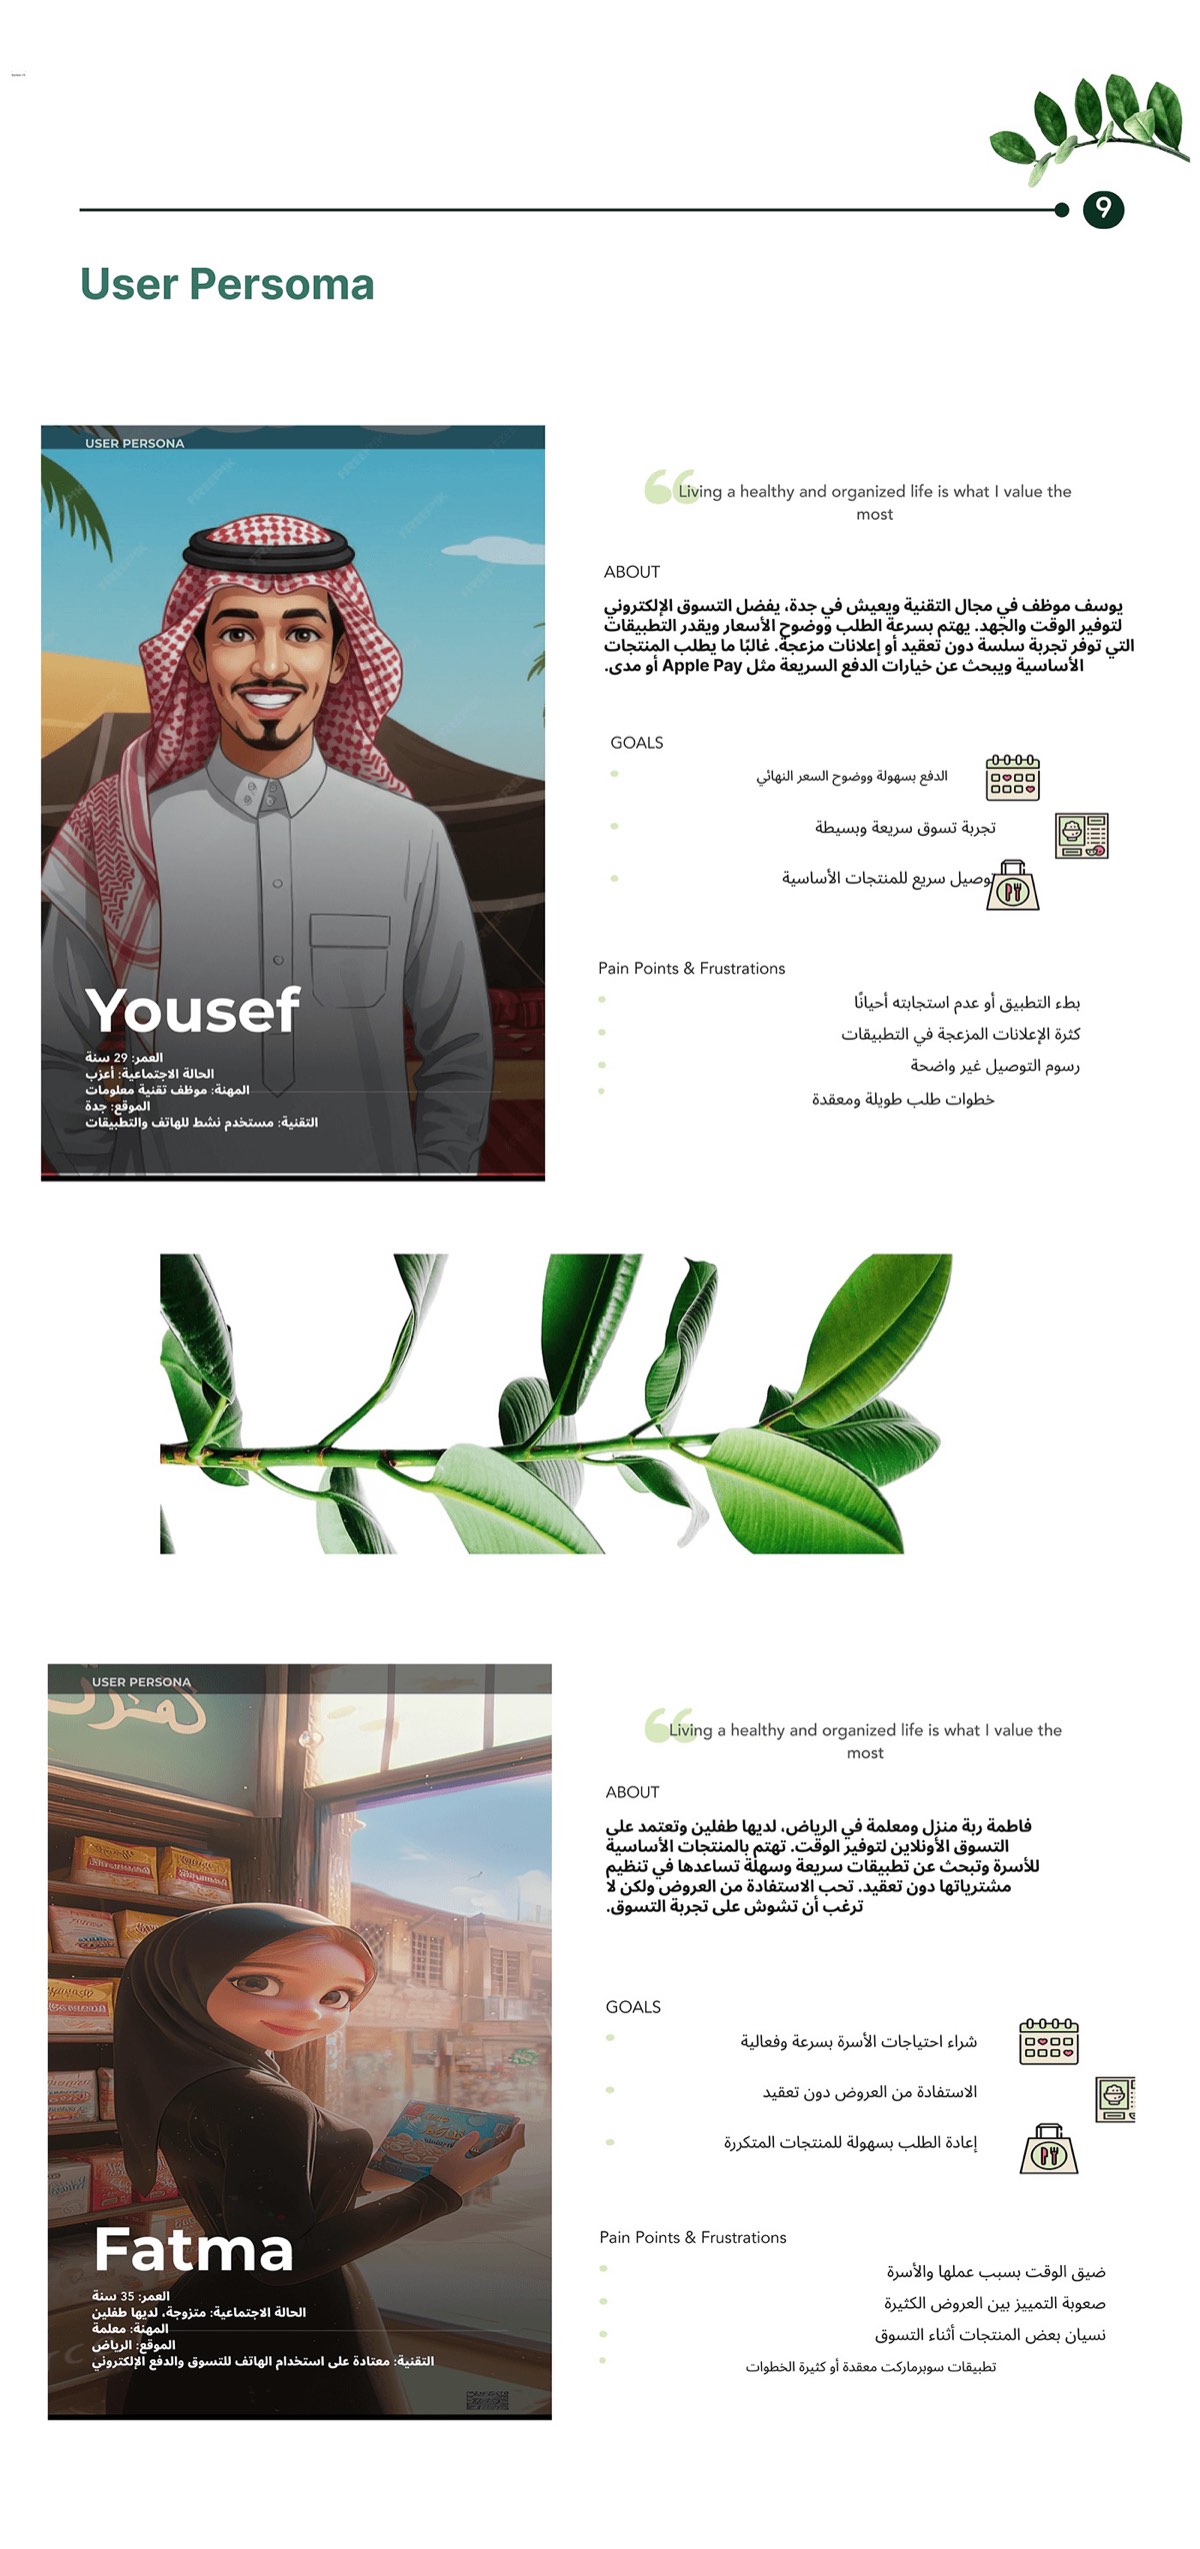 9
User Persoma
USER PERSONA
Yousef
العمر: 29 سنة
الحالة الاجتماعية: أعزب
المهنة: موظف تقنية معلومات
الموقع: جدة
التقنية: مستخدم نشط للهاتف والتطبيقات
Living a healthy and organized life is what I value the
most
ABOUT
يوسف موظف في مجال التقنية ويعيش في جدة، يفضل التسوق الإلكتروني
لتوفير الوقت والجهد. يهتم بسرعة الطلب ووضوح الأسعار ويقدر التطبيقات
التي توفر تجربة سلسة دون تعقيد أو إعلانات مزعجة. غالبًا ما يطلب المنتجات
الأساسية ويبحث عن خيارات الدفع السريعة مثل Apple Pay أو مدى.
GOALS
الدفع بسهولة ووضوح السعر النهائي
تجربة تسوق سريعة وبسيطة
توصيل سريع للمنتجات الأساسية
Pain Points & Frustrations
بطء التطبيق أو عدم استجابته أحيانًا
كثرة الإعلانات المزعجة في التطبيقات
رسوم التوصيل غير واضحة
خطوات طلب طويلة ومعقدة
USER PERSONA
Fatma
العمر: 35 سنة
الحالة الاجتماعية: متزوجة، لديها طفلين
المهنة: معلمة
الموقع: الرياض
التقنية: معتادة على استخدام الهاتف للتسوق والدفع الإلكتروني
Living a healthy and organized life is what I value the
most
ABOUT
فاطمة ربة منزل ومعلمة في الرياض، لديها طفلين وتعتمد على
التسوق الأونلاين لتوفير الوقت. تهتم بالمنتجات الأساسية
للأسرة وتبحث عن تطبيقات سريعة وسهلة تساعدها في تنظيم
مشترياتها دون تعقيد. تحب الاستفادة من العروض ولكن لا
ترغب أن تشوش على تجربة التسوق.
GOALS
شراء احتياجات الأسرة بسرعة وفعالية
الاستفادة من العروض دون تعقيد
إعادة الطلب بسهولة للمنتجات المتكررة
Pain Points & Frustrations
ضيق الوقت بسبب عملها والأسرة
صعوبة التمييز بين العروض الكثيرة
نسيان بعض المنتجات أثناء التسوق
تطبيقات سوبرماركت معقدة أو كثيرة الخطوات